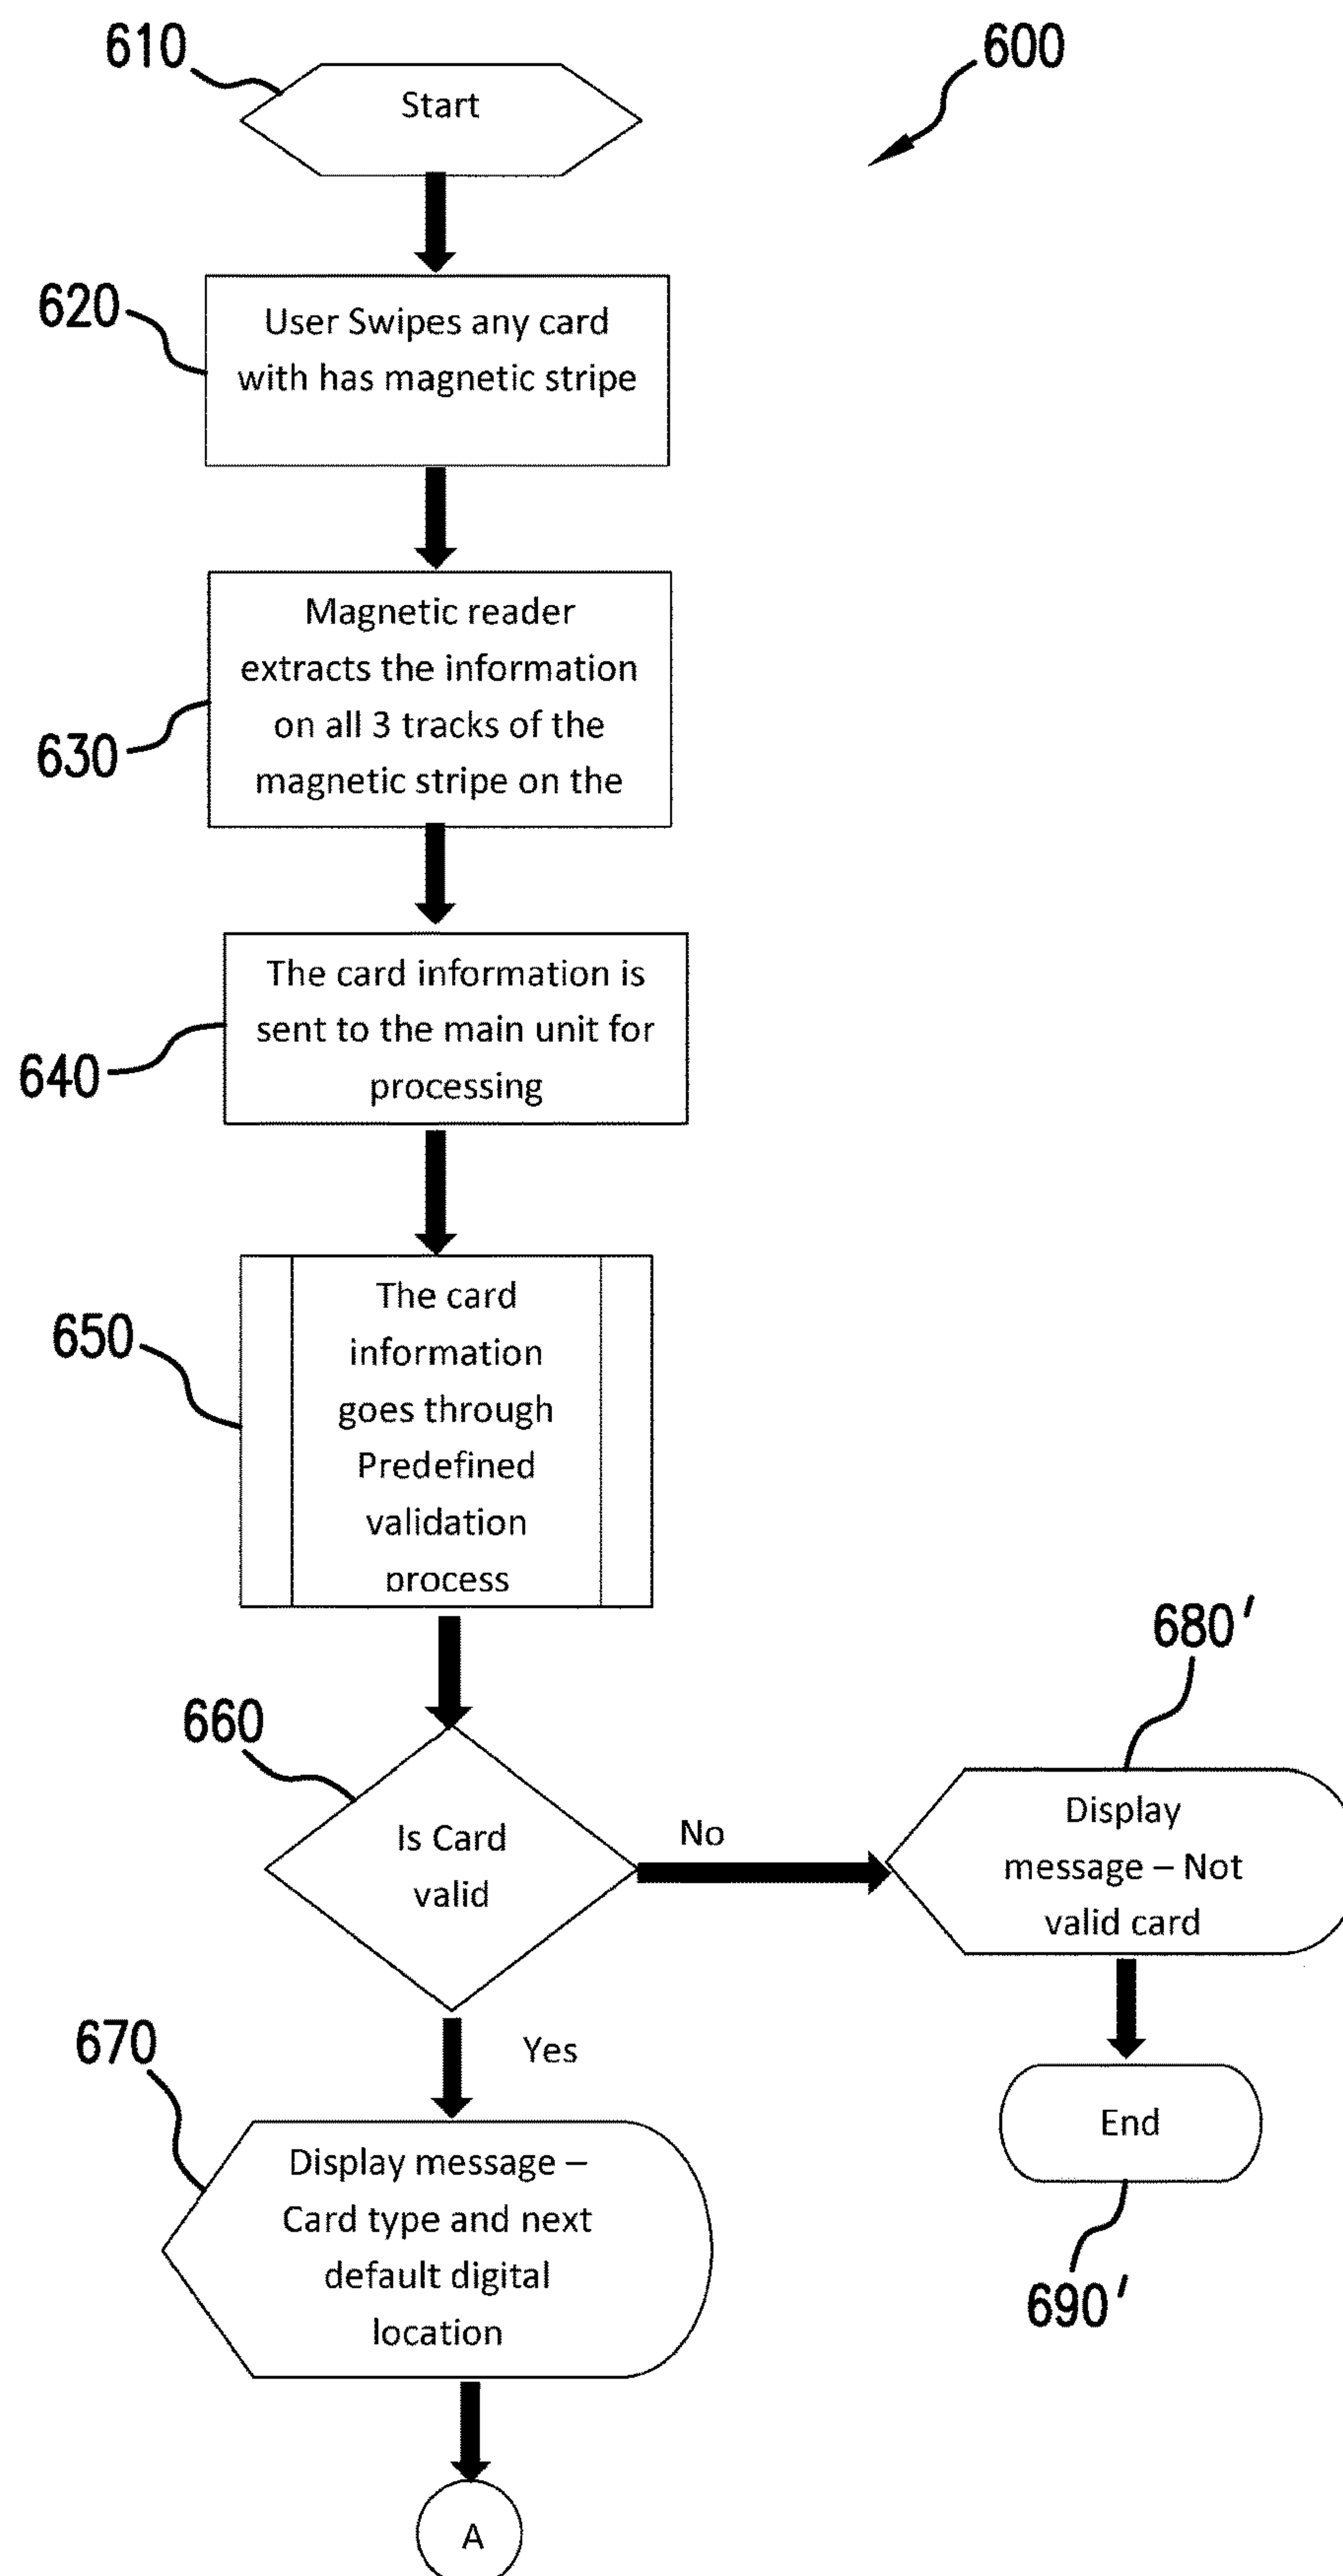 610
600
Start
620
User Swipes any card
with has magnetic stripe
630
Magnetic reader
extracts the information
on all 3 tracks of the
magnetic stripe on the
640
The card information is
sent to the main unit for
processing
650
The card
information
goes through
Predefined
validation
process
660
Is Card
valid
No
680'
Display
message – Not
valid card
Yes
End
690'
670
Display message –
Card type and next
default digital
location
A